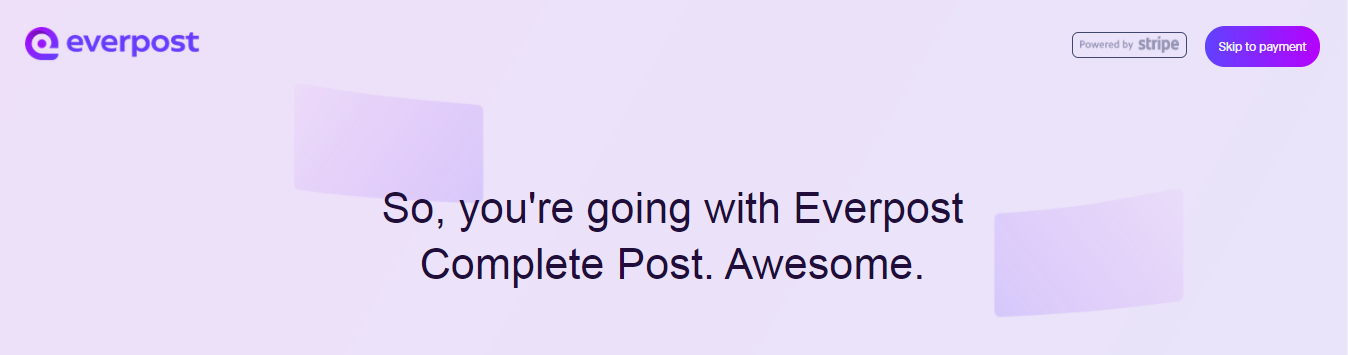 everpost
Powered by stripe
Skip to payment
So, you're going with Everpost
Complete Post. Awesome.